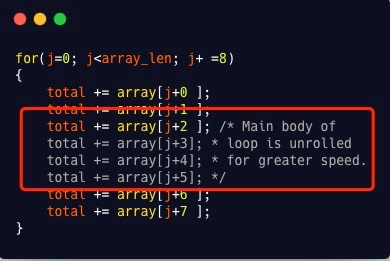 for(j=0; j<array_len; j+ =8)
{
    total += array[j+0 ];
    total += array[j+1 ];
    total += array[j+2 ]; /* Main body of
    total += array[j+3]; * loop is unrolled
    total += array[j+4]; * for greater speed.
    total += array[j+5]; */
    total += array[j+6 ];
    total += array[j+7 ];
}